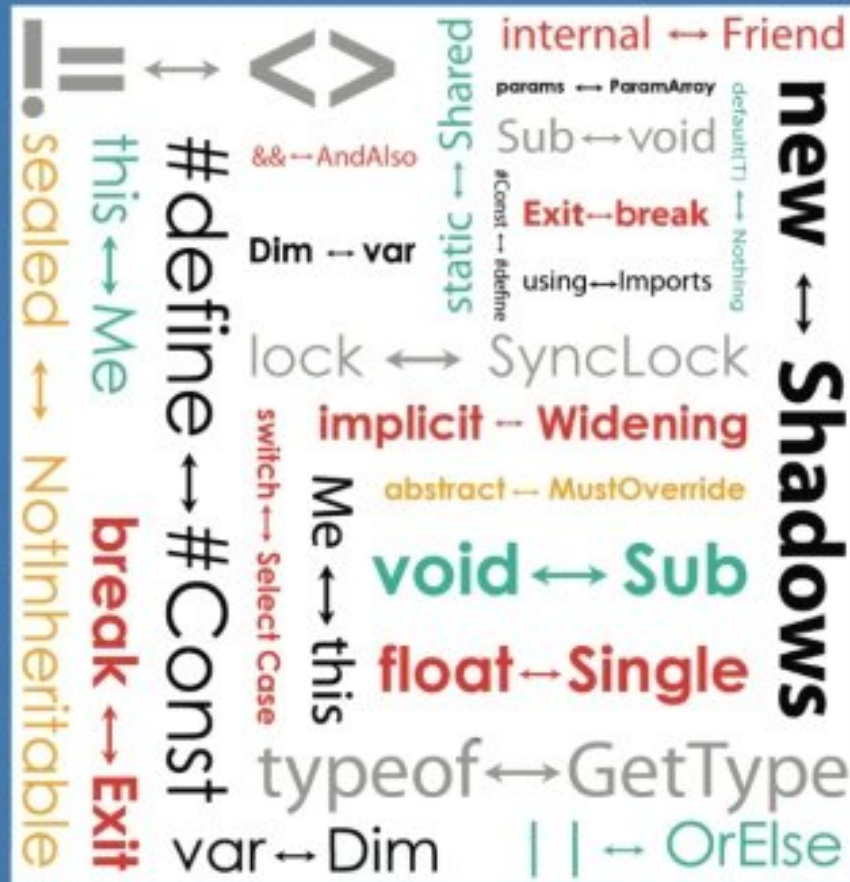 != ↔ <>
internal ↔ Friend
static ↔ Shared
params ↔ ParamArray
Sub ↔ void
default(T) ↔ Nothing
new ↔ Shadows
sealed ↔ NotInheritable
this ↔ Me
#define ↔ #Const
&& ↔ AndAlso
#Const ↔ #define
Exit ↔ break
Dim ↔ var
using ↔ Imports
lock ↔ SyncLock
switch ↔ Select Case
implicit ↔ Widening
Me ↔ this
abstract ↔ MustOverride
break ↔ Exit
void ↔ Sub
float ↔ Single
typeof ↔ GetType
var ↔ Dim
|| ↔ OrElse